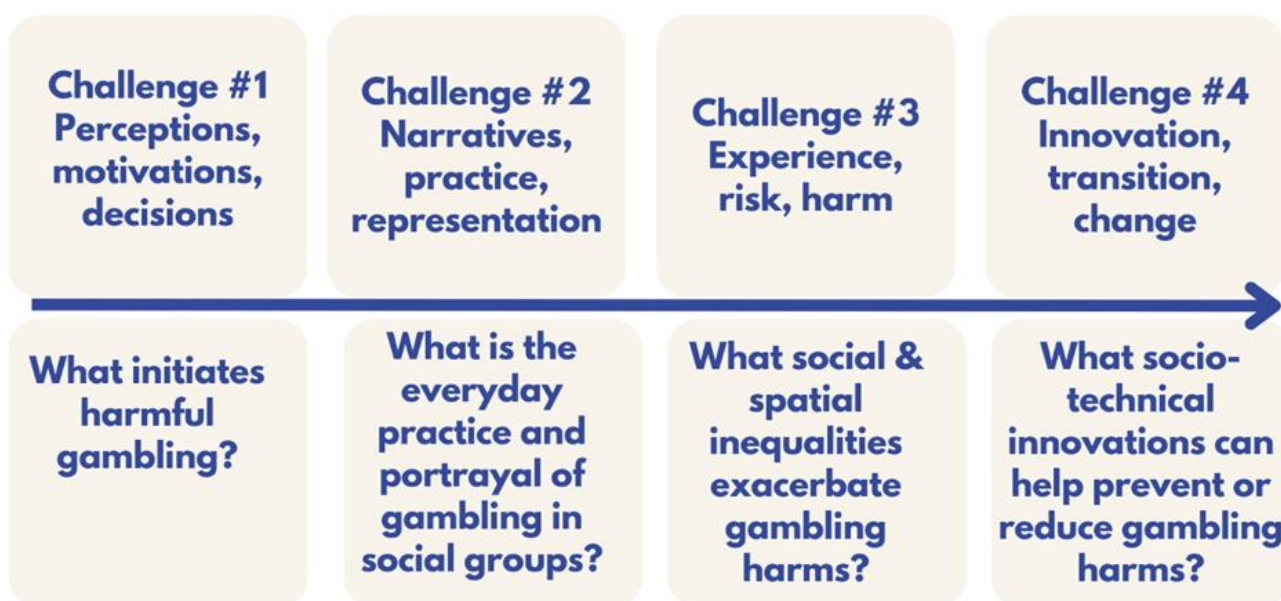 Challenge #1
Perceptions,
motivations,
decisions
Challenge #2
Narratives,
practice,
representation
Challenge #3
Experience,
risk, harm
Challenge #4
Innovation,
transition,
change
What initiates
harmful
gambling?
What is the
everyday
practice and
portrayal of
gambling in
social groups?
What social &
spatial
inequalities
exacerbate
gambling
harms?
What socio-
technical
innovations can
help prevent or
reduce gambling
harms?